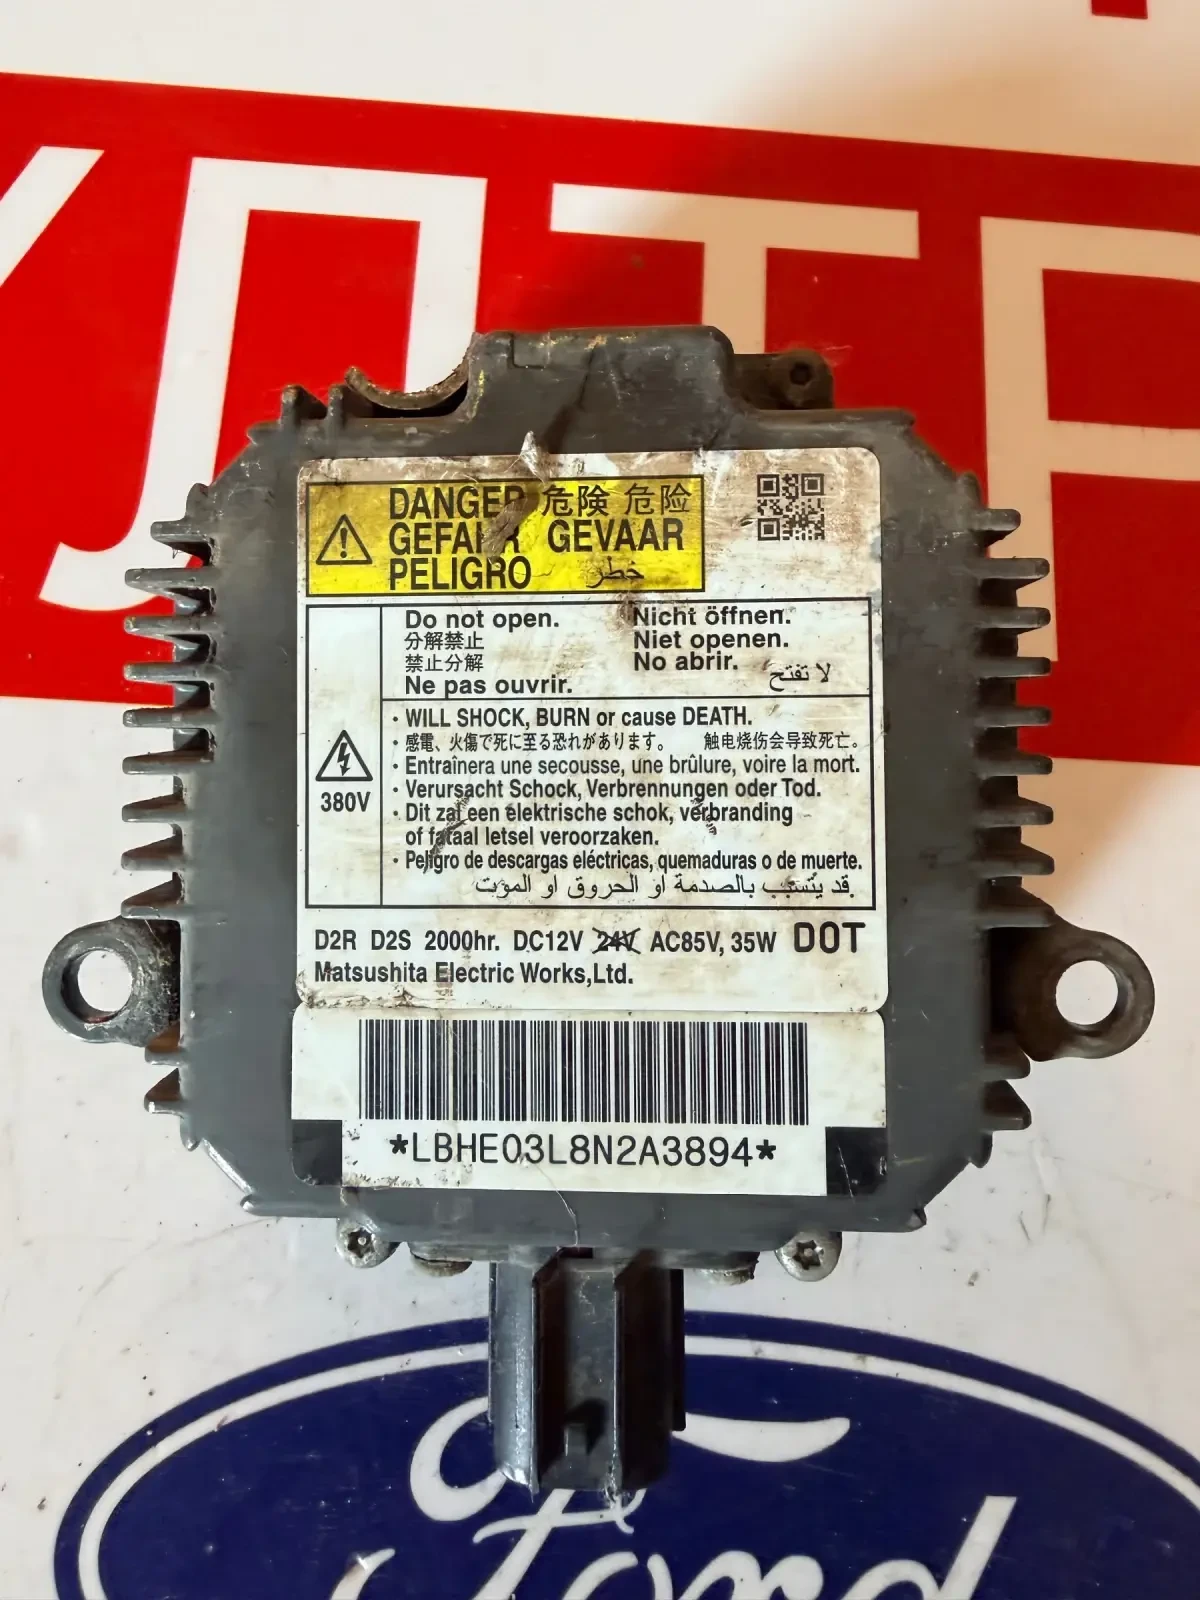 УЛТР
DANGER 危険 危险
GEFAHR GEVAAR
PELIGRO خطر
Do not open. Nicht öffnen.
分解禁止 Niet openen.
禁止分解 No abrir.
Ne pas ouvrir. لا تفتح
· WILL SHOCK, BURN or cause DEATH.
· 感電、火傷で死に至る恐れがあります。 触电烧伤会导致死亡。
· Entraînera une secousse, une brûlure, voire la mort.
· Verursacht Schock, Verbrennungen oder Tod.
· Dit zal een elektrische schok, verbranding
of fataal letsel veroorzaken.
· Peligro de descargas eléctricas, quemaduras o de muerte.
قد يتسبب بالصدمة او الحروق او الموت
380V
D2R D2S 2000hr. DC12V 24V AC85V, 35W DOT
Matsushita Electric Works,Ltd.
*LBHE03L8N2A3894*
Ford